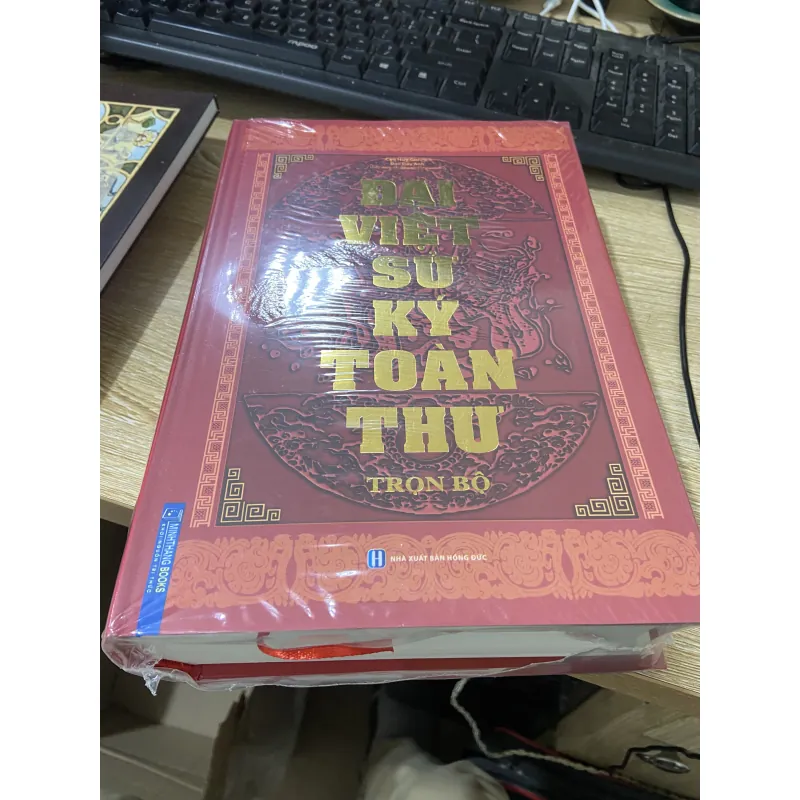 ĐẠI
VIỆT
SỬ
KÝ
TOÀN
THƯ
TRỌN BỘ
NHÀ XUẤT BẢN HỒNG ĐỨC
MINHTHANG BOOKS